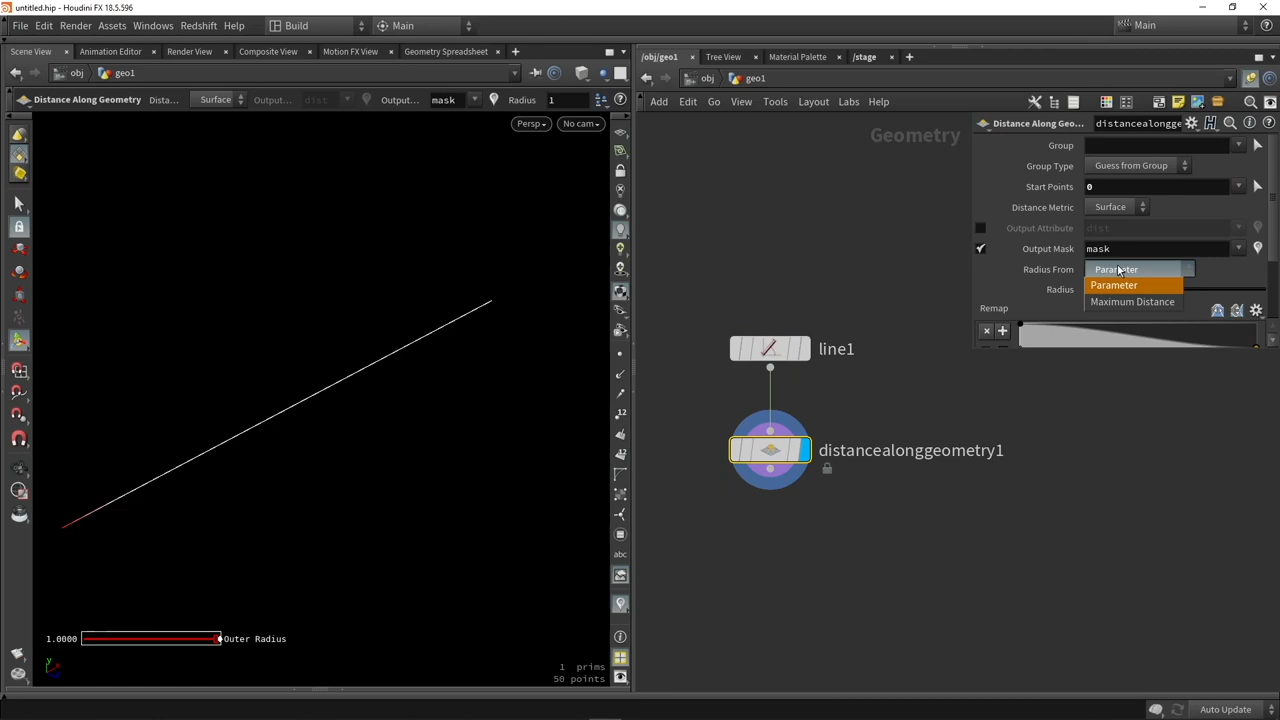 untitled.hip - Houdini FX 18.5.596
File Edit Render Assets Windows Redshift Help
Build
Main
Main
Scene View
Animation Editor
Render View
Composite View
Motion FX View
Geometry Spreadsheet
obj
geo1
Distance Along Geometry
Dista...
Surface
Output...
dist
Output...
mask
Radius
1
Persp
No cam
12
12
abc
1.0000
Outer Radius
y
1 prims
50 points
/obj/geo1
Tree View
Material Palette
/stage
obj
geo1
Add Edit Go View Tools Layout Labs Help
Geometry
Distance Along Geo...
distancealongge
Group
Group Type
Guess from Group
Start Points
0
Distance Metric
Surface
Output Attribute
dist
Output Mask
mask
Radius From
Parameter
Parameter
Maximum Distance
Radius
Remap
line1
distancealonggeometry1
Auto Update